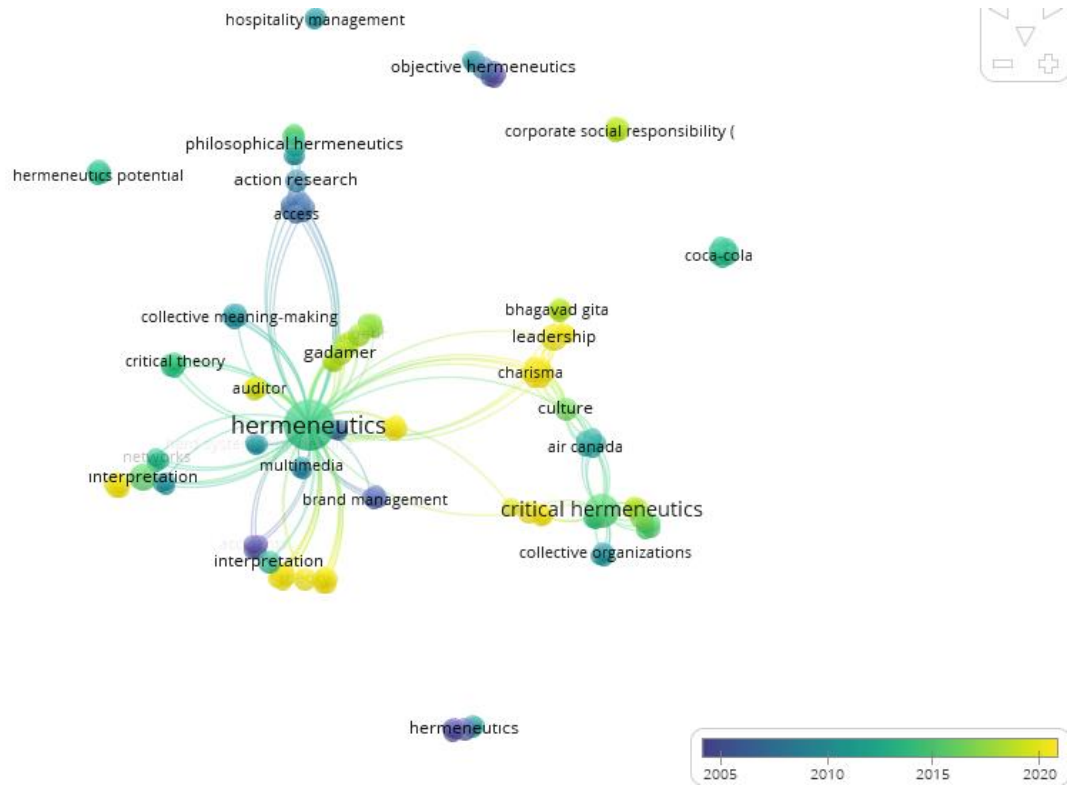 hospitality management
objective hermeneutics
corporate social responsibility (
philosophical hermeneutics
hermeneutics potential
action research
access
coca-cola
bhagavad gita
collective meaning-making
leadership
gadamer
critical theory
charisma
auditor
culture
hermeneutics
air canada
networks
multimedia
interpretation
brand management
critical hermeneutics
collective organizations
interpretation
hermeneutics
2005 2010 2015 2020